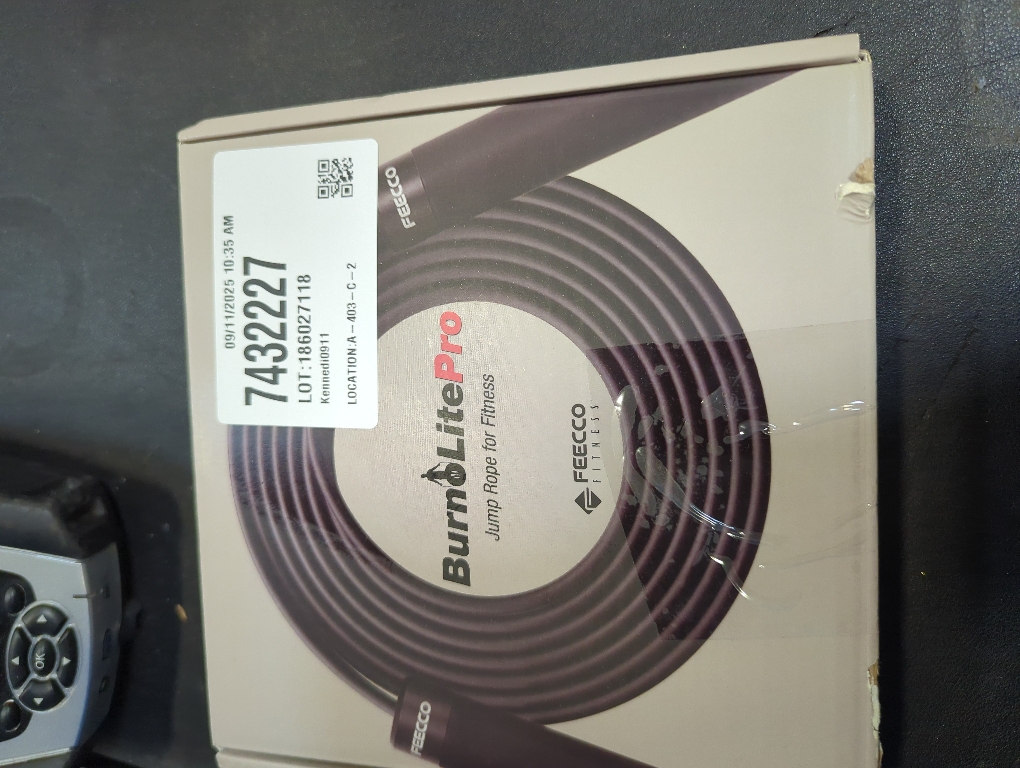 09/11/2025 10:35 AM
7432227
LOT:186027118
Kennedi0911
LOCATION:A-403-C-2
FEECCO
BurnLitePro
Jump Rope for Fitness
FEECCO
FITNESS
FEECCO
OK